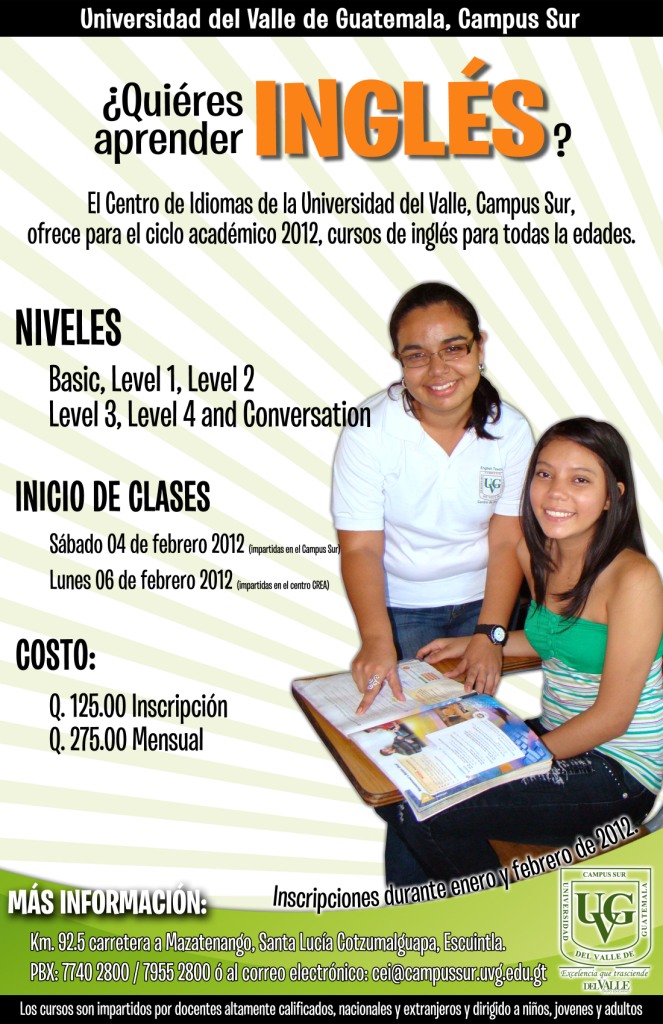 Universidad del Valle de Guatemala, Campus Sur
¿Quiéres
aprender INGLÉS?
El Centro de Idiomas de la Universidad del Valle, Campus Sur,
ofrece para el ciclo académico 2012, cursos de inglés para todas la edades.
NIVELES
Basic, Level 1, Level 2
Level 3, Level 4 and Conversation
INICIO DE CLASES
Sábado 04 de febrero 2012 (impartidas en el Campus Sur)
Lunes 06 de febrero 2012 (impartidas en el centro CREA)
COSTO:
Q. 125.00 Inscripción
Q. 275.00 Mensual
UVG
Inscripciones durante enero y febrero de 2012.
MÁS INFORMACIÓN:
Km. 92.5 carretera a Mazatenango, Santa Lucía Cotzumalguapa, Escuintla.
PBX: 7740 2800 / 7955 2800 ó al correo electrónico: cei@campussur.uvg.edu.gt
CAMPUS SUR
UNIVERSIDAD
UVG
GUATEMALA
DEL VALLE DE
Excelencia que trasciende
DELVALLE
Los cursos son impartidos por docentes altamente calificados, nacionales y extranjeros y dirigido a niños, jovenes y adultos